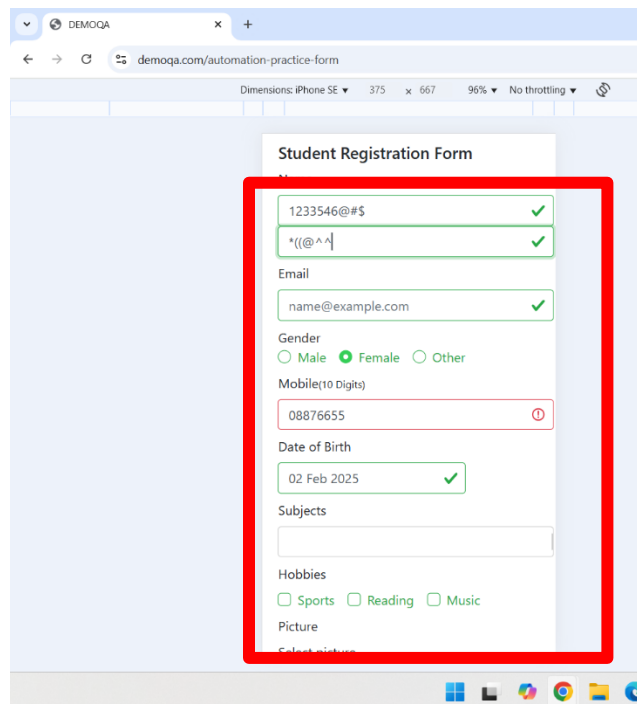 DEMOQA
demoqa.com/automation-practice-form
Dimensions: iPhone SE 375 x 667 96% No throttling
Student Registration Form
1233546@#$
*((@^^
Email
name@example.com
Gender
Male Female Other
Mobile(10 Digits)
08876655
Date of Birth
02 Feb 2025
Subjects
Hobbies
Sports Reading Music
Picture
Select picture